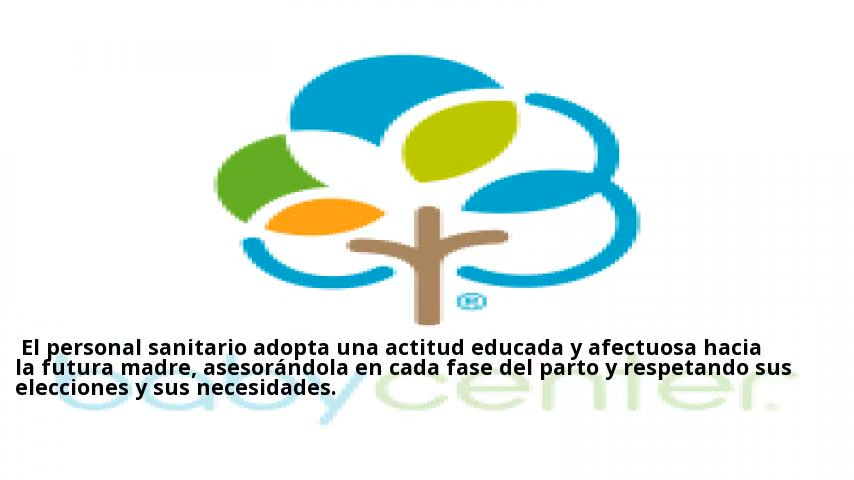 ®
El personal sanitario adopta una actitud educada y afectuosa hacia
la futura madre, asesorándola en cada fase del parto y respetando sus
elecciones y sus necesidades.
babycenter.